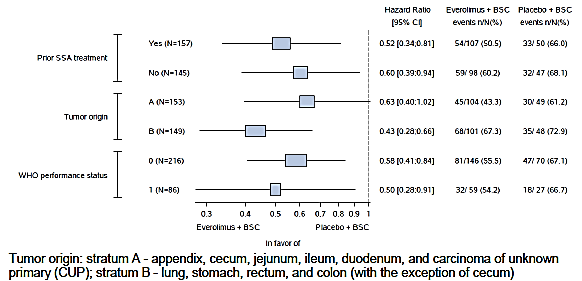 Hazard Ratio Everolimus + BSC Placebo + BSC
[95% CI] events n/N(%) events n/N(%)
Yes (N=157) 0.52 [0.34;0.81] 54/107 (50.5) 33/ 50 (66.0)
Prior SSA treatment
No (N=145) 0.60 [0.39;0.94] 59/ 98 (60.2) 32/ 47 (68.1)
A (N=153) 0.63 [0.40;1.02] 45/104 (43.3) 30/ 49 (61.2)
Tumor origin
B (N=149) 0.43 [0.28;0.66] 68/101 (67.3) 35/ 48 (72.9)
0 (N=216) 0.58 [0.41;0.84] 81/146 (55.5) 47/ 70 (67.1)
WHO performance status
1 (N=86) 0.50 [0.28;0.91] 32/ 59 (54.2) 18/ 27 (66.7)
0.3 0.4 0.5 0.6 0.7 0.8 0.9 1
Everolimus + BSC Placebo + BSC
In favor of
Tumor origin: stratum A - appendix, cecum, jejunum, ileum, duodenum, and carcinoma of unknown
primary (CUP); stratum B - lung, stomach, rectum, and colon (with the exception of cecum)